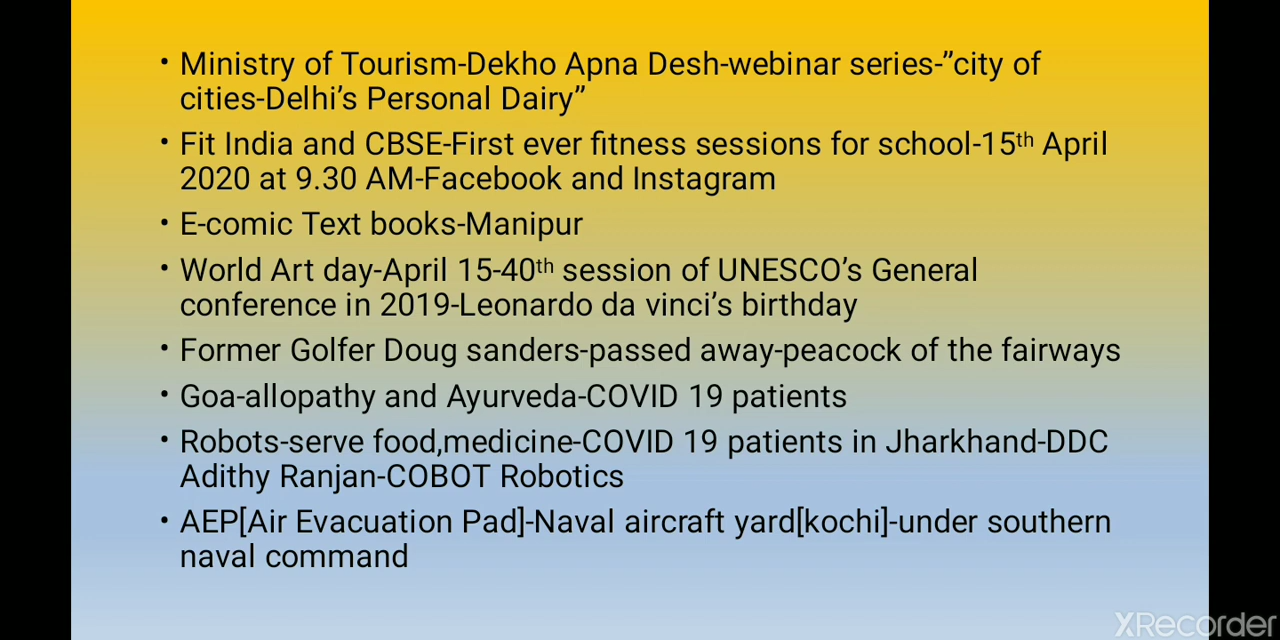 • Ministry of Tourism-Dekho Apna Desh-webinar series-”city of
cities-Delhi’s Personal Dairy”
• Fit India and CBSE-First ever fitness sessions for school-15th April
2020 at 9.30 AM-Facebook and Instagram
• E-comic Text books-Manipur
• World Art day-April 15-40th session of UNESCO’s General
conference in 2019-Leonardo da vinci’s birthday
• Former Golfer Doug sanders-passed away-peacock of the fairways
• Goa-allopathy and Ayurveda-COVID 19 patients
• Robots-serve food,medicine-COVID 19 patients in Jharkhand-DDC
Adithy Ranjan-COBOT Robotics
• AEP[Air Evacuation Pad]-Naval aircraft yard[kochi]-under southern
naval command
XRecorder